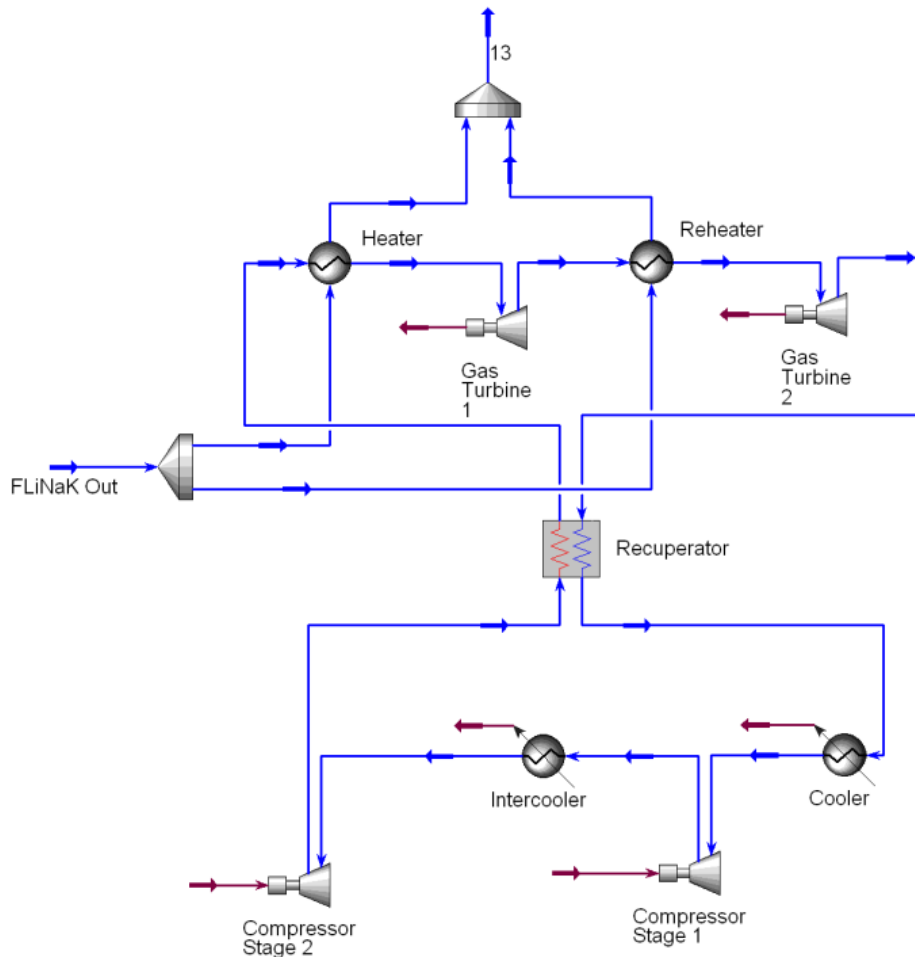 13
Heater
Reheater
Gas
Turbine
1
Gas
Turbine
2
FLiNaK Out
Recuperator
Intercooler
Cooler
Compressor
Stage 2
Compressor
Stage 1